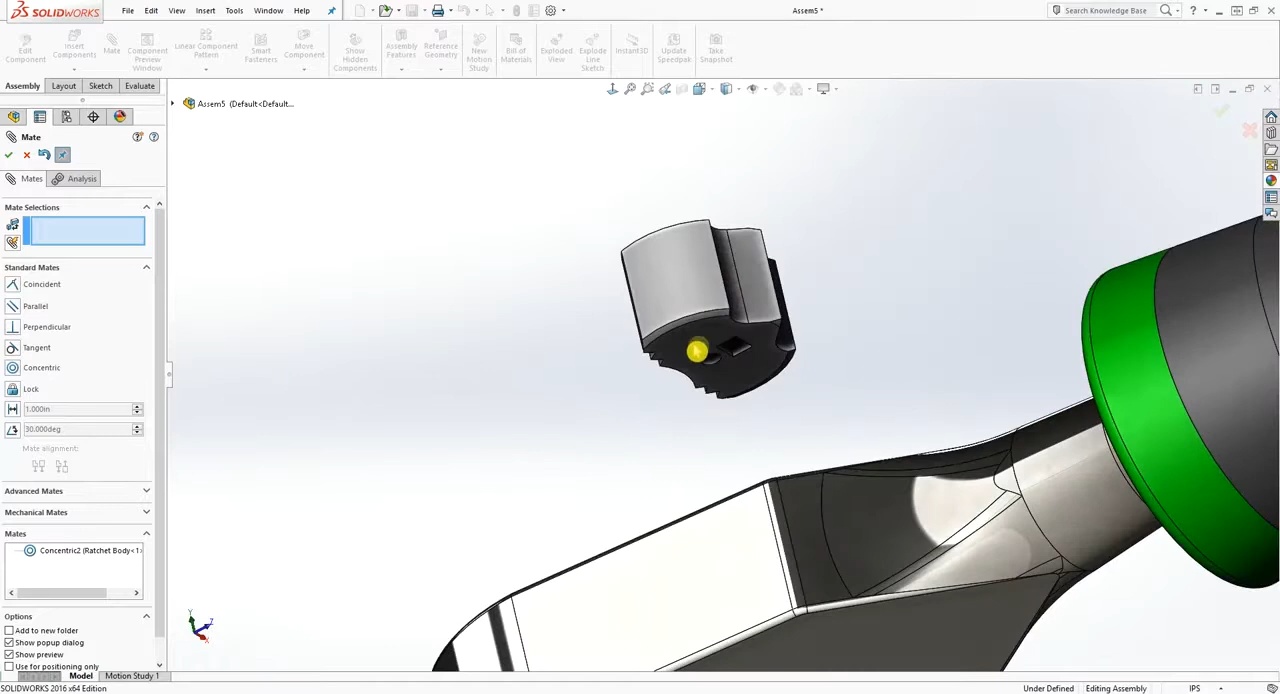 SOLIDWORKS File Edit View Insert Tools Window Help Assem5 * Search Knowledge Base
Edit Component
Insert Components
Mate
Component Preview Window
Linear Component Pattern
Smart Fasteners
Move Component
Show Hidden Components
Assembly Features
Reference Geometry
New Motion Study
Bill of Materials
Exploded View
Explode Line Sketch
Instant3D
Update Speedpak
Take Snapshot
Assembly Layout Sketch Evaluate
Assem5 (Default<Default...
Mate
Mates Analysis
Mate Selections
Standard Mates
Coincident
Parallel
Perpendicular
Tangent
Concentric
Lock
1.000in
30.000deg
Mate alignment:
Advanced Mates
Mechanical Mates
Mates
Concentric2 (Ratchet Body<1>
Options
Add to new folder
Show popup dialog
Show preview
Use for positioning only
Y
Z
X
Model Motion Study 1
SOLIDWORKS 2016 x64 Edition Under Defined Editing Assembly IPS